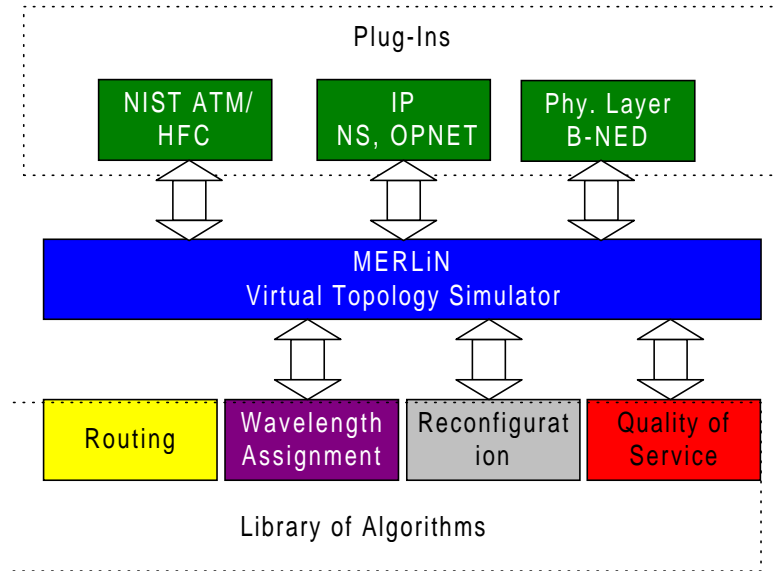 Plug-Ins
NIST ATM/
HFC
IP
NS, OPNET
Phy. Layer
B-NED
MERLiN
Virtual Topology Simulator
Routing
Wavelength
Assignment
Reconfigurat
ion
Quality of
Service
Library of Algorithms